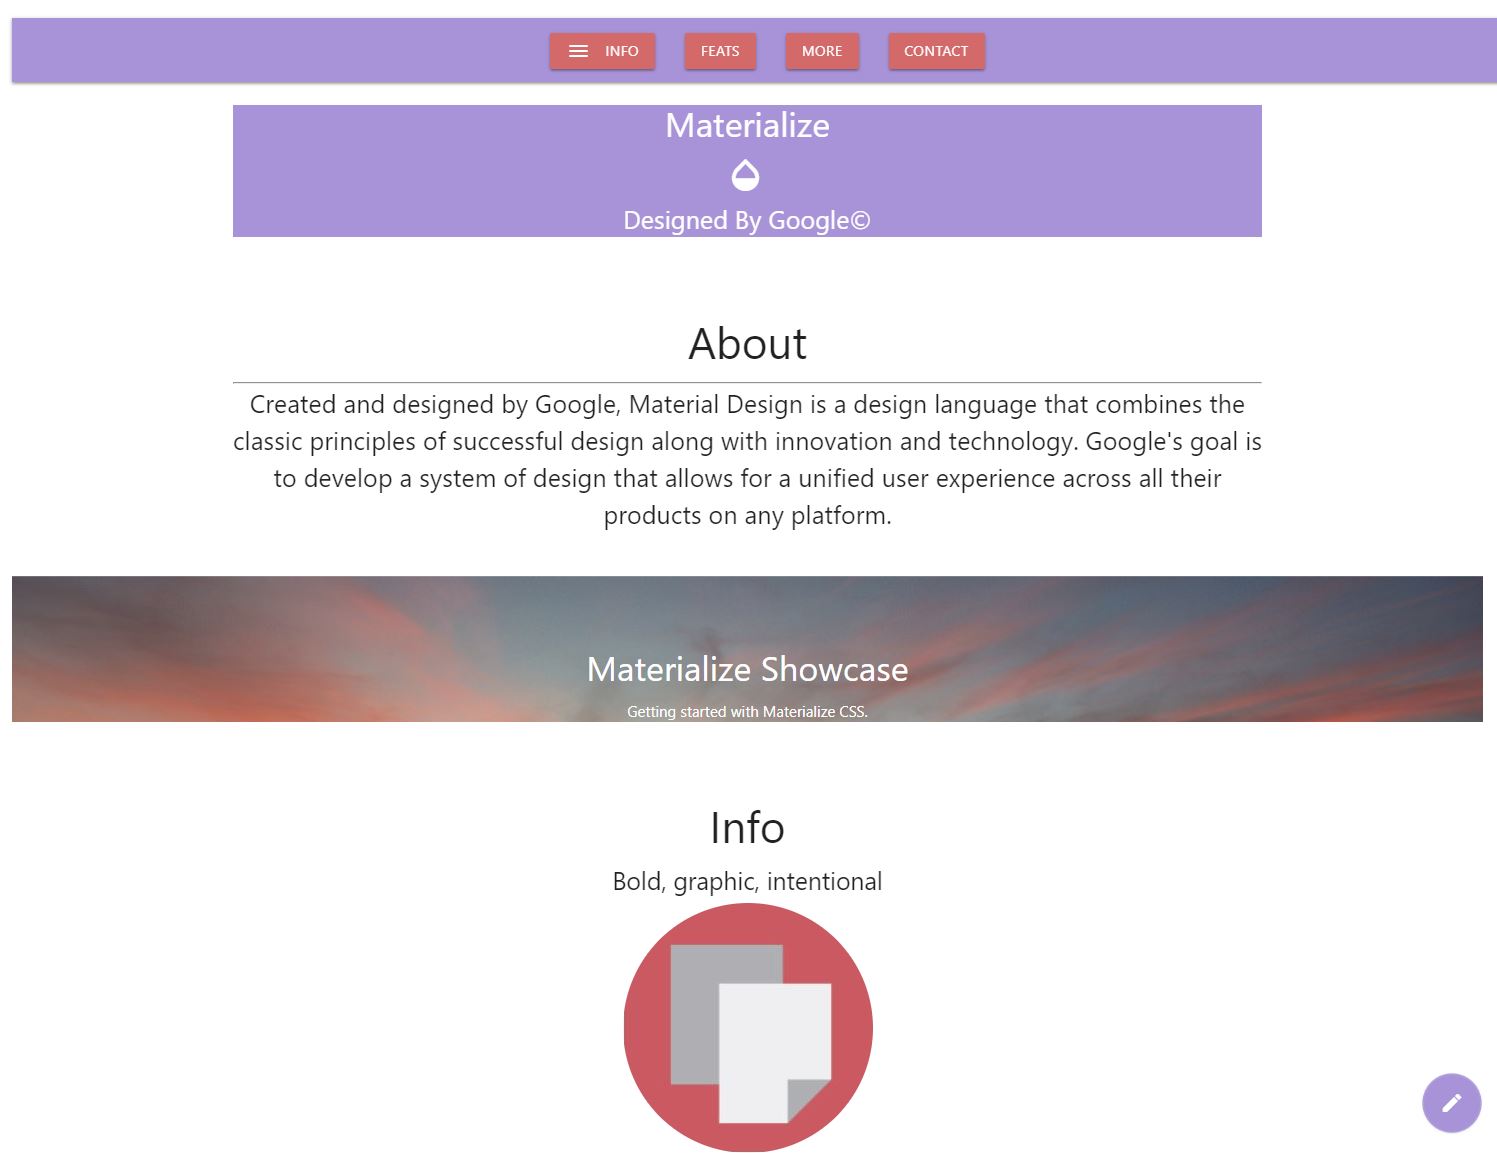 INFO FEATS MORE CONTACT
Materialize
Designed By Google©
About
Created and designed by Google, Material Design is a design language that combines the
classic principles of successful design along with innovation and technology. Google's goal is
to develop a system of design that allows for a unified user experience across all their
products on any platform.
Materialize Showcase
Getting started with Materialize CSS.
Info
Bold, graphic, intentional